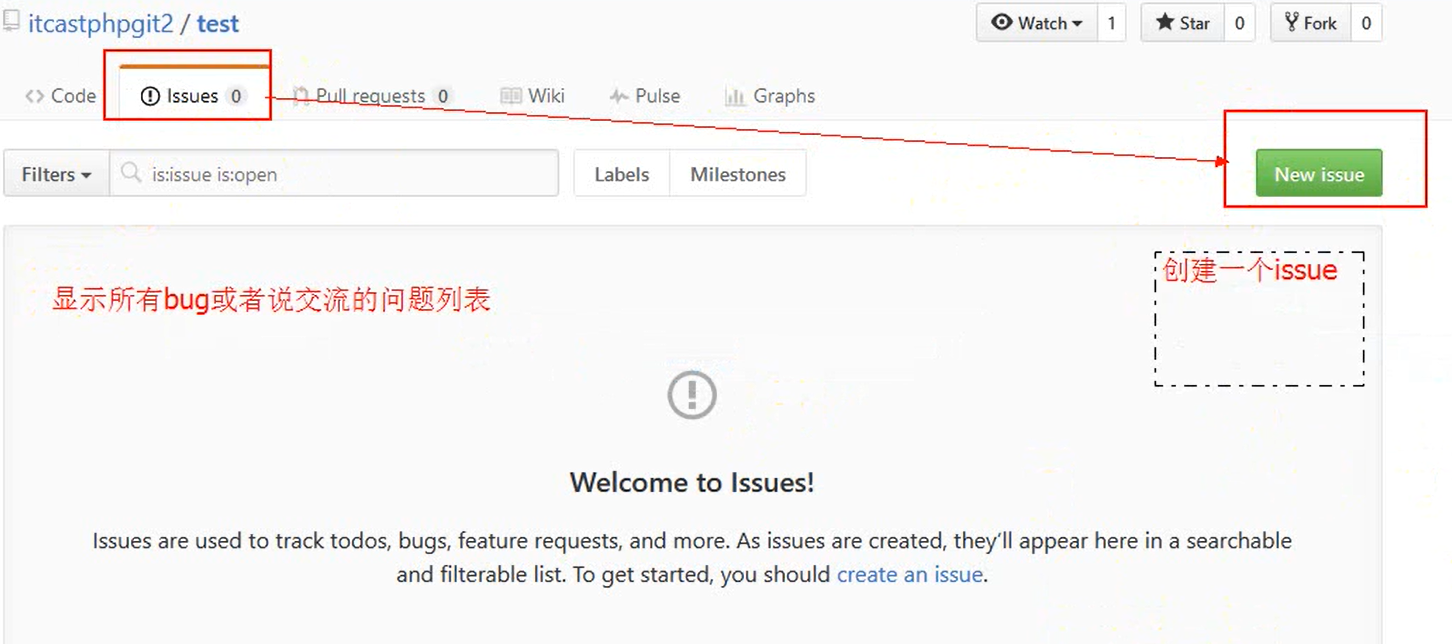 itcastphpgit2 / test
Watch 1 Star 0 Fork 0
Code Issues 0 Pull requests 0 Wiki Pulse Graphs
Filters is:issue is:open Labels Milestones New issue
创建一个issue
显示所有bug或者说交流的问题列表
Welcome to Issues!
Issues are used to track todos, bugs, feature requests, and more. As issues are created, they'll appear here in a searchable
and filterable list. To get started, you should create an issue.